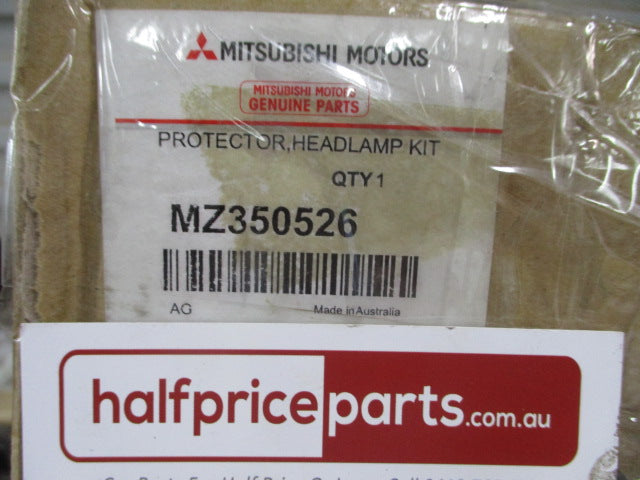 MITSUBISHI MOTORS
MITSUBISHI MOTORS
GENUINE PARTS
PROTECTOR,HEADLAMP KIT
QTY 1
MZ350526
AG Made in Australia
halfpriceparts.com.au